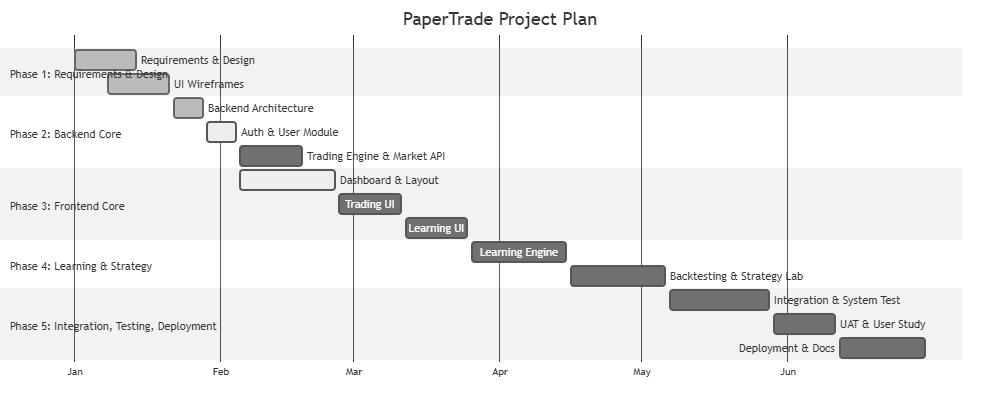 PaperTrade Project Plan
Requirements & Design
Phase 1: Requirements & Design
UI Wireframes
Backend Architecture
Phase 2: Backend Core
Auth & User Module
Trading Engine & Market API
Dashboard & Layout
Phase 3: Frontend Core
Trading UI
Learning UI
Learning Engine
Phase 4: Learning & Strategy
Backtesting & Strategy Lab
Integration & System Test
Phase 5: Integration, Testing, Deployment
UAT & User Study
Deployment & Docs
Jan Feb Mar Apr May Jun